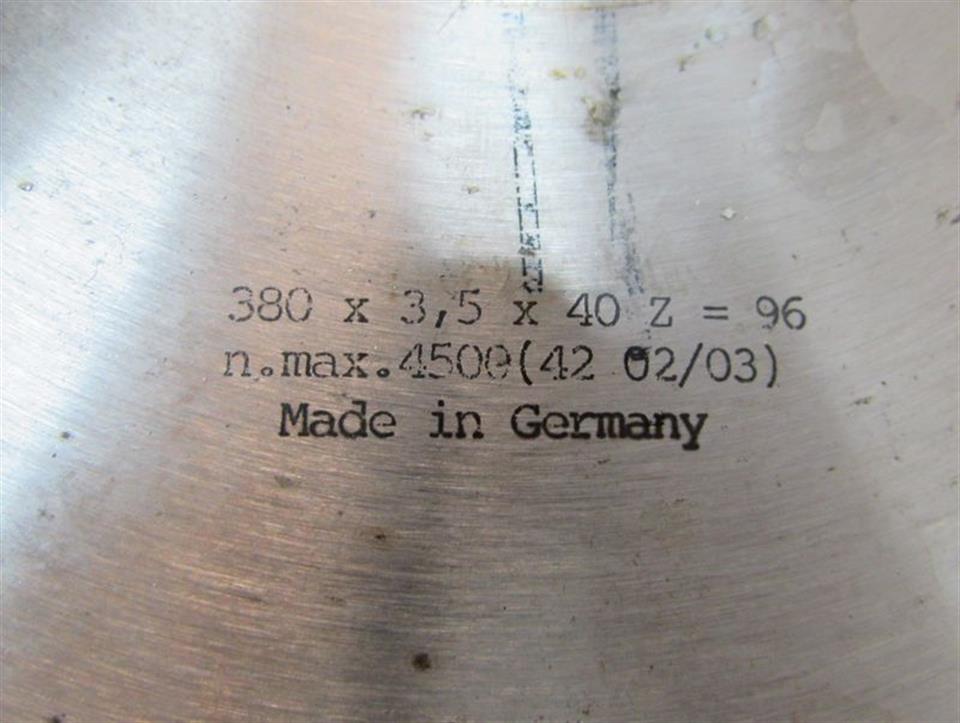 380 x 3,5 x 40 Z = 96
n.max.4500(42 02/03)
Made in Germany